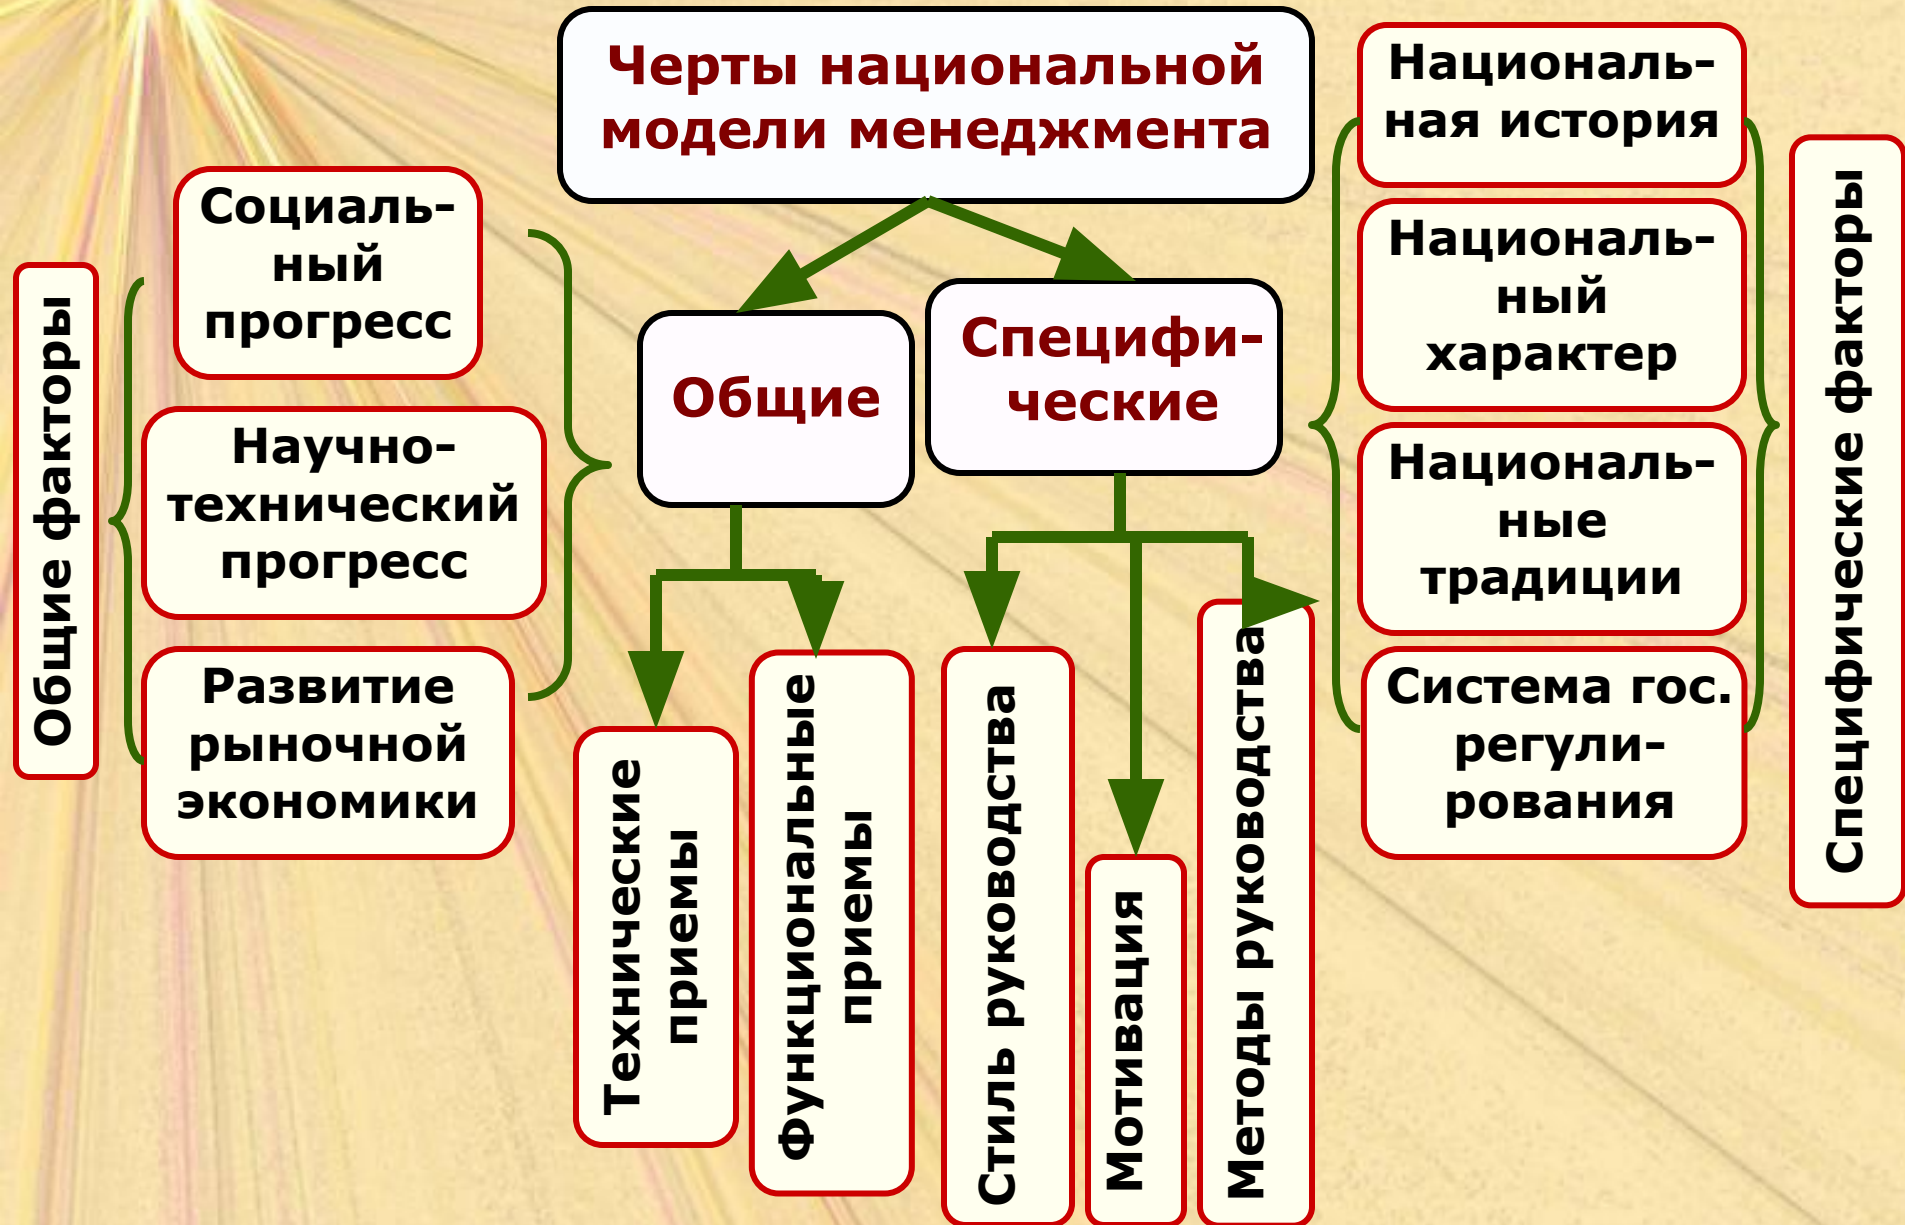 Черты национальной
модели менеджмента
Общие факторы
Социаль-
ный
прогресс
Научно-
технический
прогресс
Развитие
рыночной
экономики
Общие
Специфи-
ческие
Технические
приемы
Функциональные
приемы
Стиль руководства
Мотивация
Методы руководства
Националь-
ная история
Националь-
ный
характер
Националь-
ные
традиции
Система гос.
регули-
рования
Специфические факторы